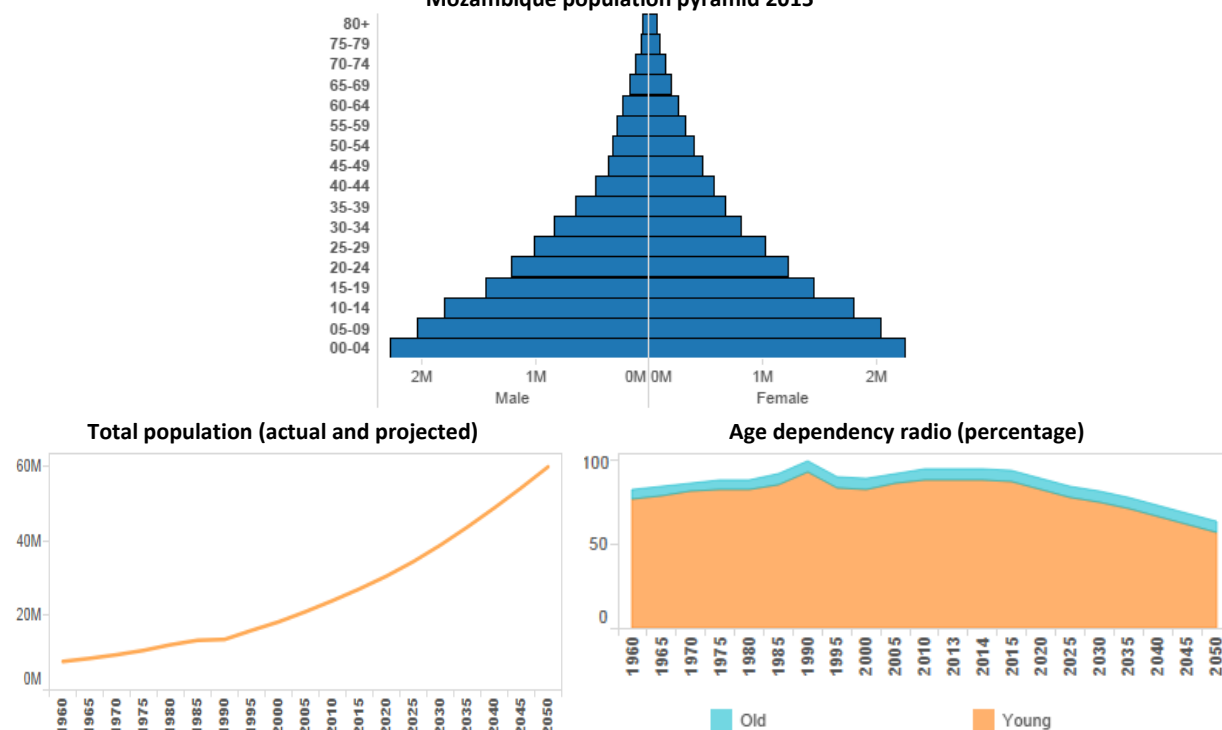 Mozambique population pyramid 2015
80+
75-79
70-74
65-69
60-64
55-59
50-54
45-49
40-44
35-39
30-34
25-29
20-24
15-19
10-14
05-09
00-04
2M 1M 0M 0M 1M 2M
Male Female
Total population (actual and projected)
60M
40M
20M
0M
1960 1965 1970 1975 1980 1985 1990 1995 2000 2005 2010 2015 2020 2025 2030 2035 2040 2045 2050
Age dependency radio (percentage)
100
50
0
1960 1965 1970 1975 1980 1985 1990 1995 2000 2005 2010 2013 2014 2015 2020 2025 2030 2035 2040 2045 2050
Old Young